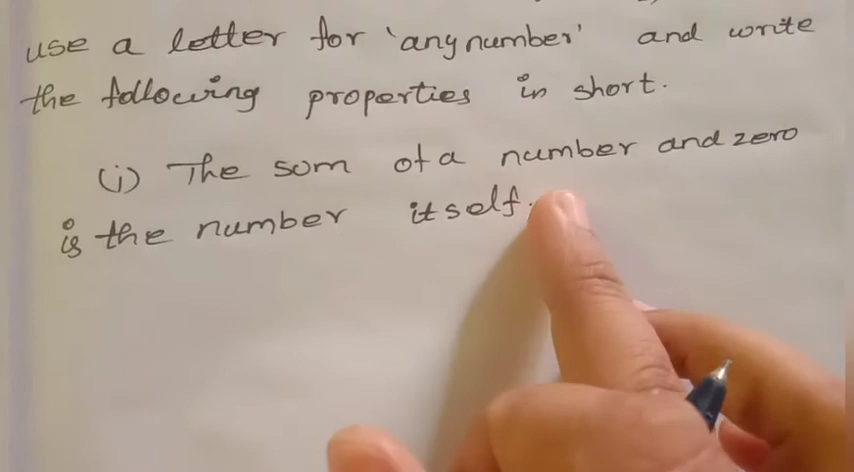 use a letter for 'any number' and write
the following properties in short.
(i) The som of a number and zero
is the number itself.